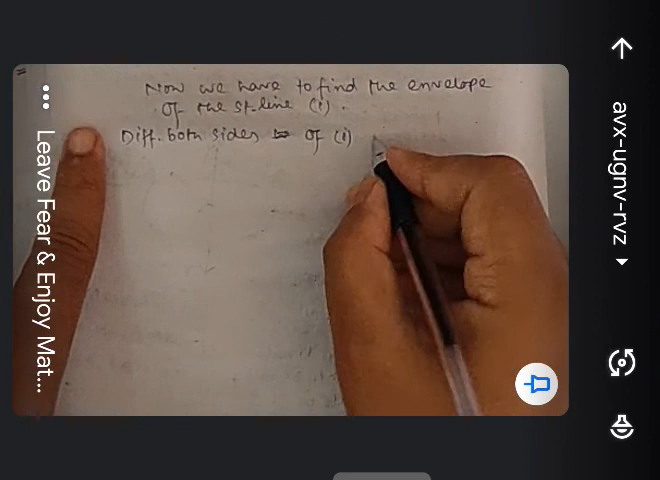 Now we have to find the envelope
of the st-line (i).
Diff. both sides of (i)
Leave Fear & Enjoy Mat...
avx-ugnv-rvz